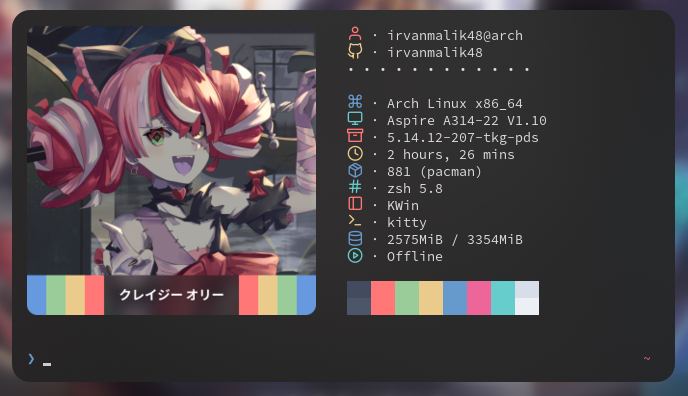 irvanmalik48@arch
irvanmalik48
Arch Linux x86_64
Aspire A314-22 V1.10
5.14.12-207-tkg-pds
2 hours, 26 mins
881 (pacman)
zsh 5.8
KWin
kitty
2575MiB / 3354MiB
Offline
クレイジー オリー
❯ ~